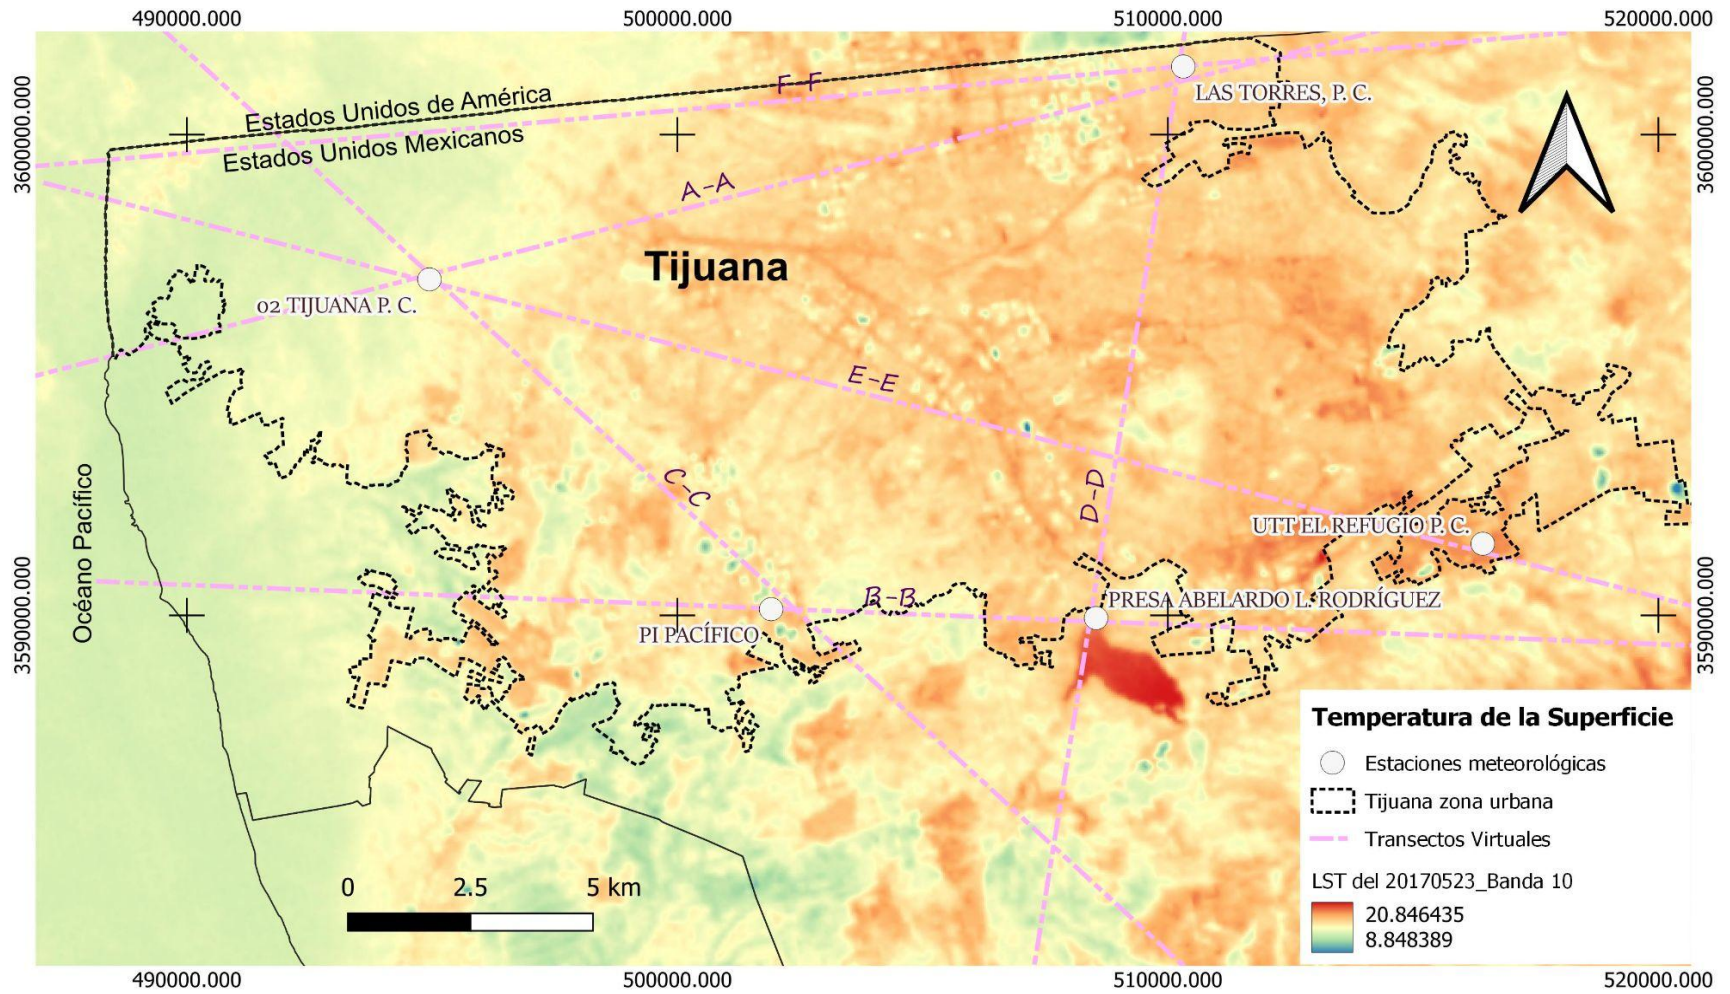 490000.000
500000.000
510000.000
520000.000
3600000.000
3600000.000
F-F
LAS TORRES, P. C.
Estados Unidos de América
Estados Unidos Mexicanos
A-A
Tijuana
02 TIJUANA P. C.
E-E
C-C
D-D
Océano Pacífico
UTT EL REFUGIO P. C.
3590000.000
3590000.000
B-B
PRESA ABELARDO L. RODRÍGUEZ
PI PACÍFICO
Temperatura de la Superficie
Estaciones meteorológicas
Tijuana zona urbana
Transectos Virtuales
LST del 20170523_Banda 10
20.846435
8.848389
0 2.5 5 km
490000.000
500000.000
510000.000
520000.000